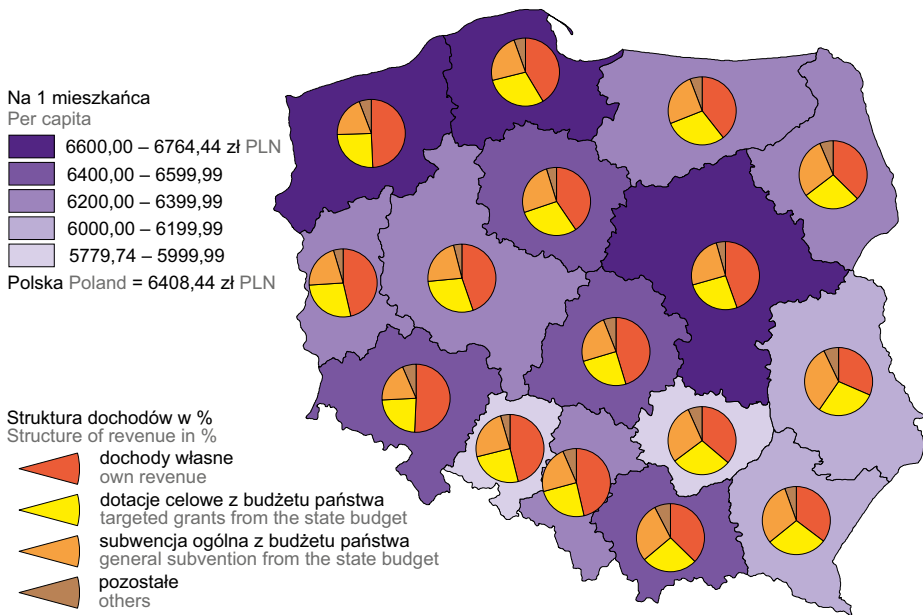 Na 1 mieszkańca
Per capita
6600,00 – 6764,44 zł PLN
6400,00 – 6599,99
6200,00 – 6399,99
6000,00 – 6199,99
5779,74 – 5999,99
Polska Poland = 6408,44 zł PLN
Struktura dochodów w %
Structure of revenue in %
dochody własne
own revenue
dotacje celowe z budżetu państwa
targeted grants from the state budget
subwencja ogólna z budżetu państwa
general subvention from the state budget
pozostałe
others